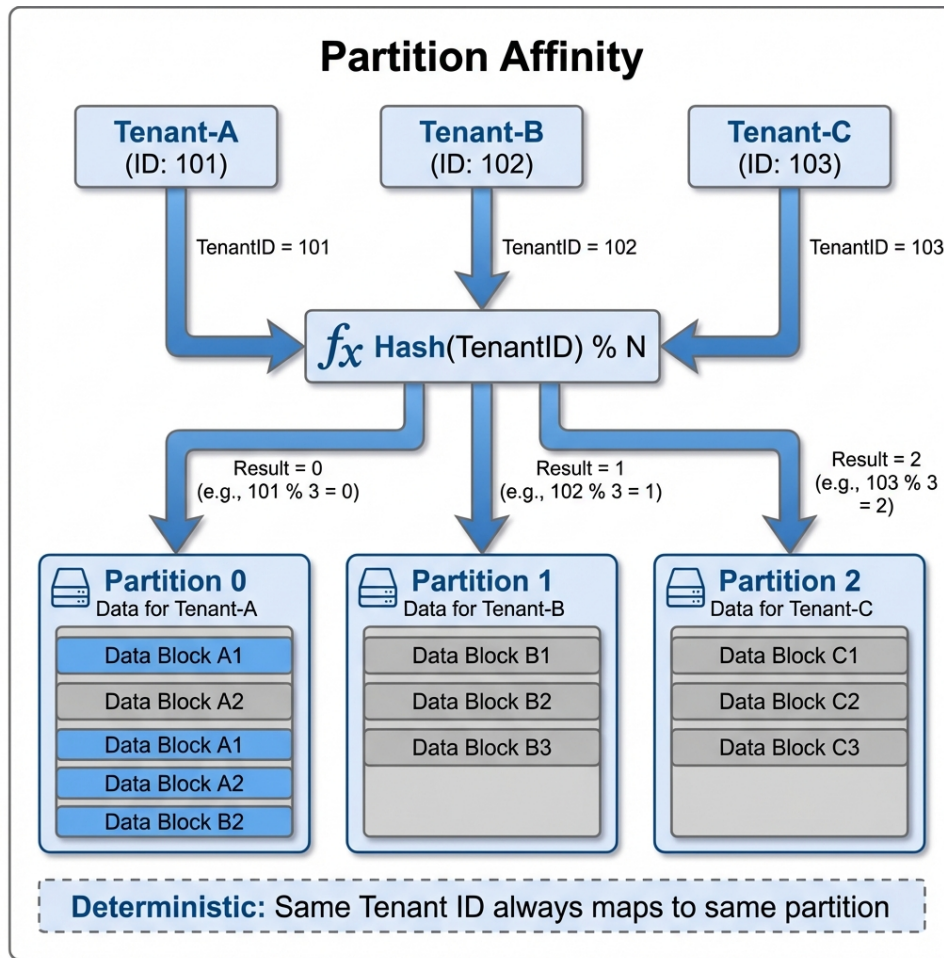 Partition Affinity
Tenant-A
(ID: 101)
Tenant-B
(ID: 102)
Tenant-C
(ID: 103)
TenantID = 101
TenantID = 102
TenantID = 103
fx Hash(TenantID) % N
Result = 0
(e.g., 101 % 3 = 0)
Result = 1
(e.g., 102 % 3 = 1)
Result = 2
(e.g., 103 % 3
= 2)
Partition 0
Data for Tenant-A
Data Block A1
Data Block A2
Data Block A1
Data Block A2
Data Block B2
Partition 1
Data for Tenant-B
Data Block B1
Data Block B2
Data Block B3
Partition 2
Data for Tenant-C
Data Block C1
Data Block C2
Data Block C3
Deterministic: Same Tenant ID always maps to same partition